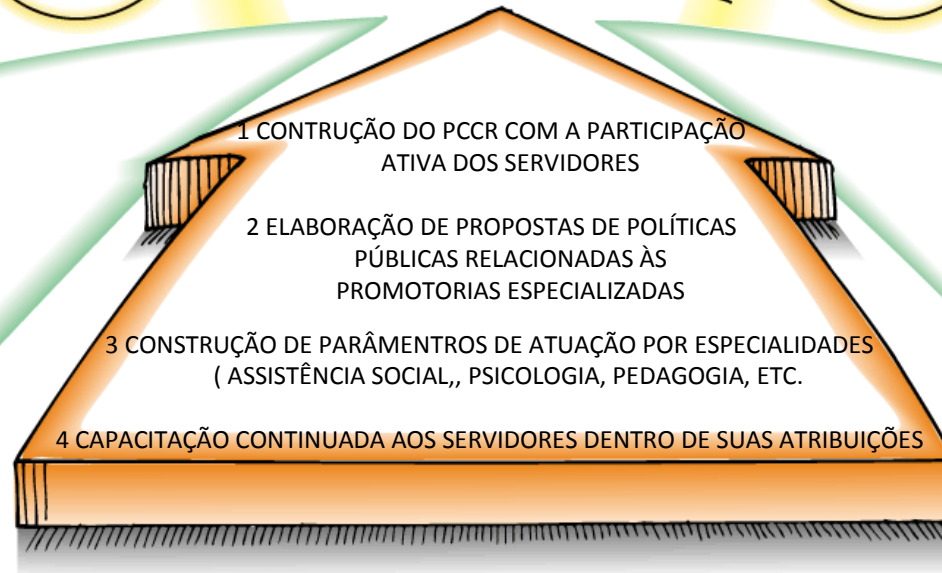 1 CONTRUÇÃO DO PCCR COM A PARTICIPAÇÃO
ATIVA DOS SERVIDORES
2 ELABORAÇÃO DE PROPOSTAS DE POLÍTICAS
PÚBLICAS RELACIONADAS ÀS
PROMOTORIAS ESPECIALIZADAS
3 CONSTRUÇÃO DE PARÂMENTROS DE ATUAÇÃO POR ESPECIALIDADES
( ASSISTÊNCIA SOCIAL,, PSICOLOGIA, PEDAGOGIA, ETC.
4 CAPACITAÇÃO CONTINUADA AOS SERVIDORES DENTRO DE SUAS ATRIBUIÇÕES